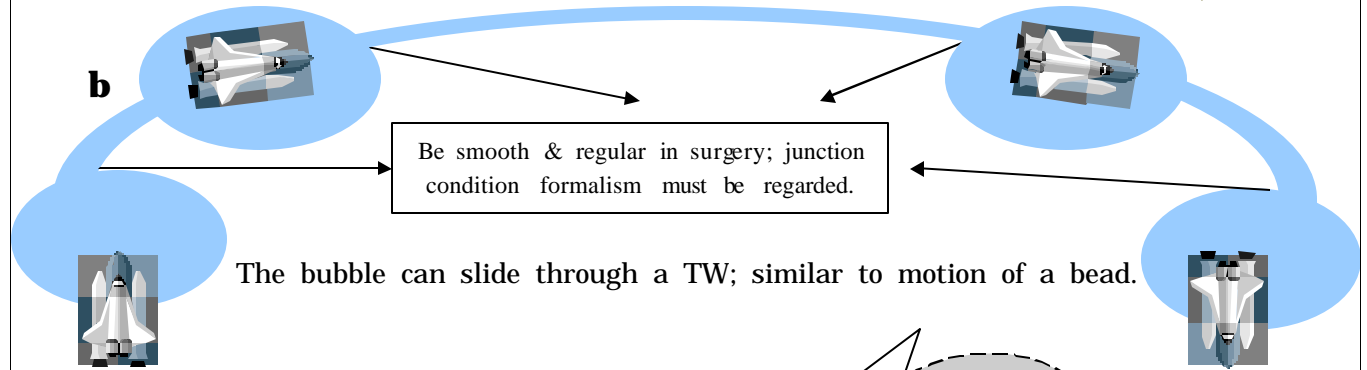 b
Be smooth & regular in surgery; junction
condition formalism must be regarded.
The bubble can slide through a TW; similar to motion of a bead.